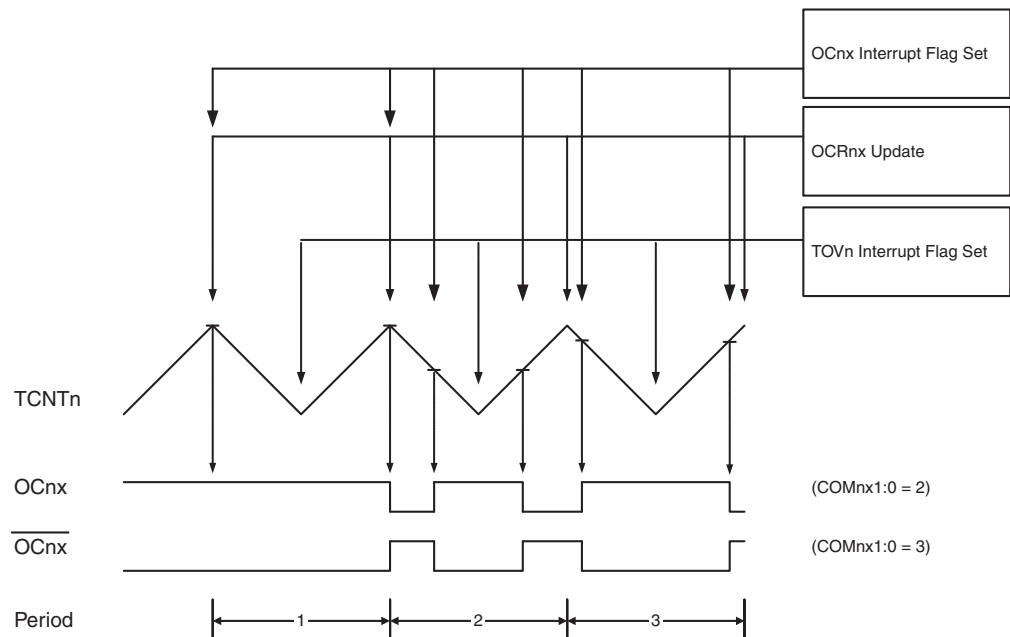 OCnx Interrupt Flag Set
OCRnx Update
TOVn Interrupt Flag Set
TCNTn
OCnx
(COMnx1:0 = 2)
OCnx
(COMnx1:0 = 3)
Period
1
2
3